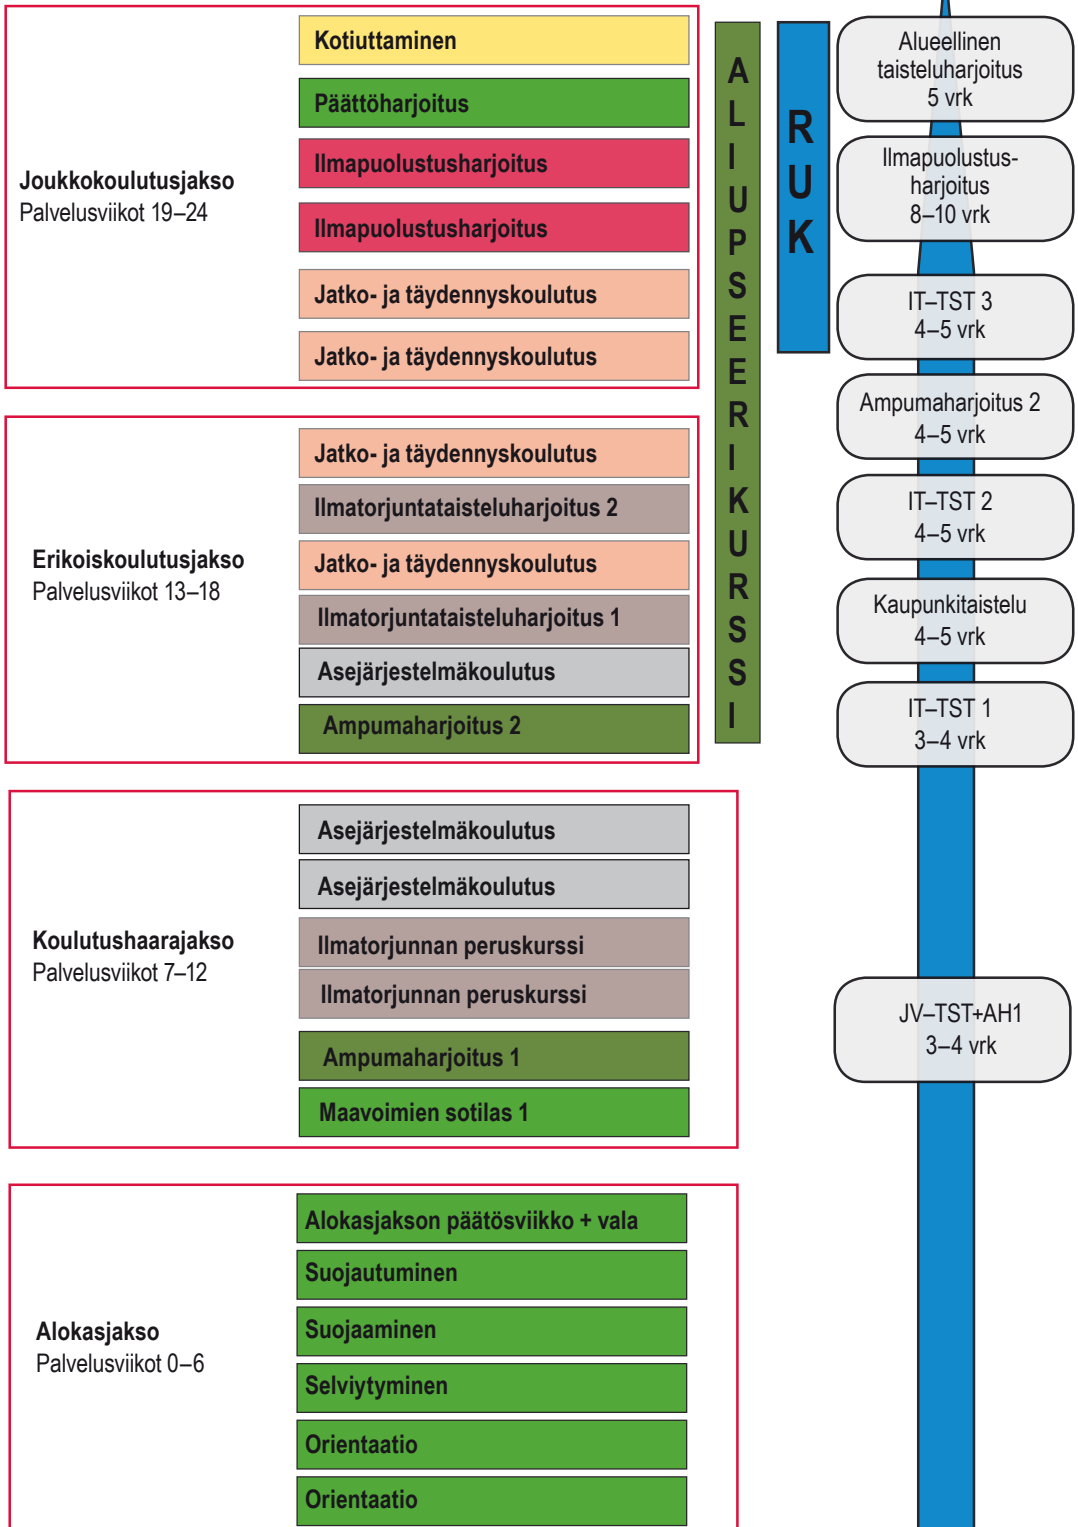 Joukkokoulutusjakso
Palvelusviikot 19–24
Kotiuttaminen
Päättöharjoitus
Ilmapuolustusharjoitus
Ilmapuolustusharjoitus
Jatko- ja täydennyskoulutus
Jatko- ja täydennyskoulutus
Erikoiskoulutusjakso
Palvelusviikot 13–18
Jatko- ja täydennyskoulutus
Ilmatorjuntataisteluharjoitus 2
Jatko- ja täydennyskoulutus
Ilmatorjuntataisteluharjoitus 1
Asejärjestelmäkoulutus
Ampumaharjoitus 2
Koulutushaarajakso
Palvelusviikot 7–12
Asejärjestelmäkoulutus
Asejärjestelmäkoulutus
Ilmatorjunnan peruskurssi
Ilmatorjunnan peruskurssi
Ampumaharjoitus 1
Maavoimien sotilas 1
Alokasjakso
Palvelusviikot 0–6
Alokasjakson päätösviikko + vala
Suojautuminen
Suojaaminen
Selviytyminen
Orientaatio
Orientaatio
ALIUPSEERIKURSSI
RUK
Alueellinen
taisteluharjoitus
5 vrk
Ilmapuolustus-
harjoitus
8–10 vrk
IT–TST 3
4–5 vrk
Ampumaharjoitus 2
4–5 vrk
IT–TST 2
4–5 vrk
Kaupunkitaistelu
4–5 vrk
IT–TST 1
3–4 vrk
JV–TST+AH1
3–4 vrk